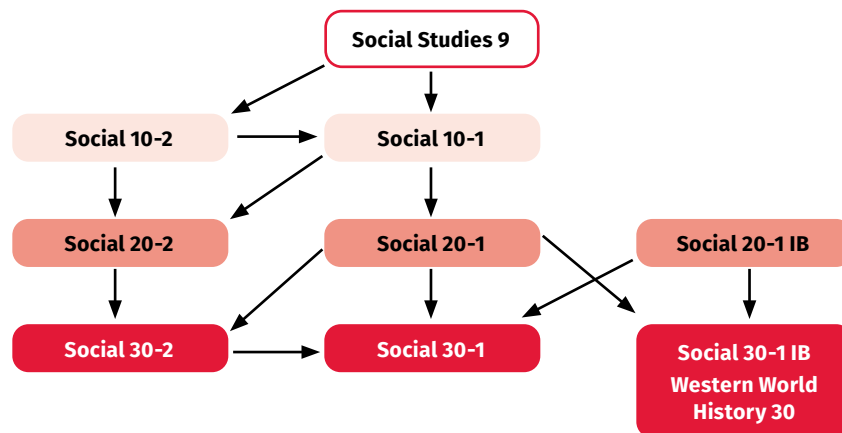 Social Studies 9
Social 10-2
Social 10-1
Social 20-2
Social 20-1
Social 20-1 IB
Social 30-2
Social 30-1
Social 30-1 IB
Western World
History 30